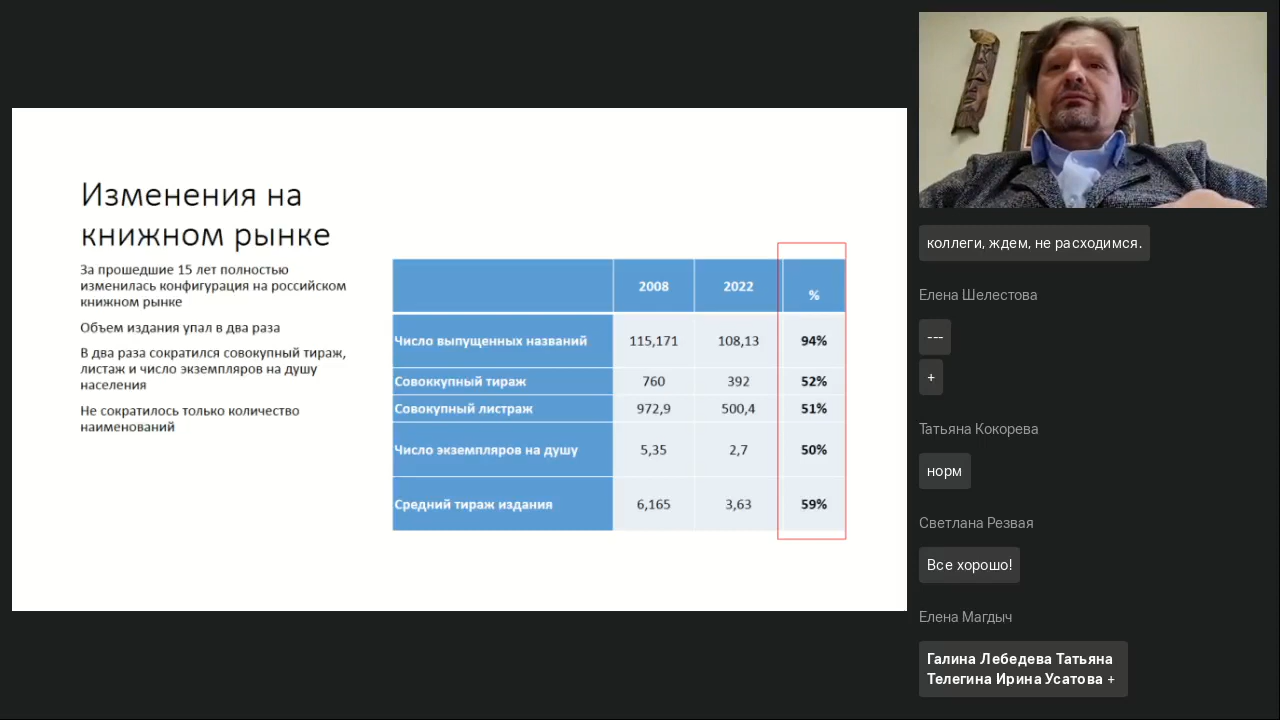 Изменения на
книжном рынке
За прошедшие 15 лет полностью
изменилась конфигурация на российском
книжном рынке
Объем издания упал в два раза
В два раза сократился совокупный тираж,
листаж и число экземпляров на душу
населения
Не сократилось только количество
наименований
2008 2022 %
Число выпущенных названий 115,171 108,13 94%
Совоккупный тираж 760 392 52%
Совокупный листраж 972,9 500,4 51%
Число экземпляров на душу 5,35 2,7 50%
Средний тираж издания 6,165 3,63 59%
коллеги, ждем, не расходимся.
Елена Шелестова
---
+
Татьяна Кокорева
норм
Светлана Резвая
Все хорошо!
Елена Магдыч
Галина Лебедева Татьяна
Телегина Ирина Усатова +